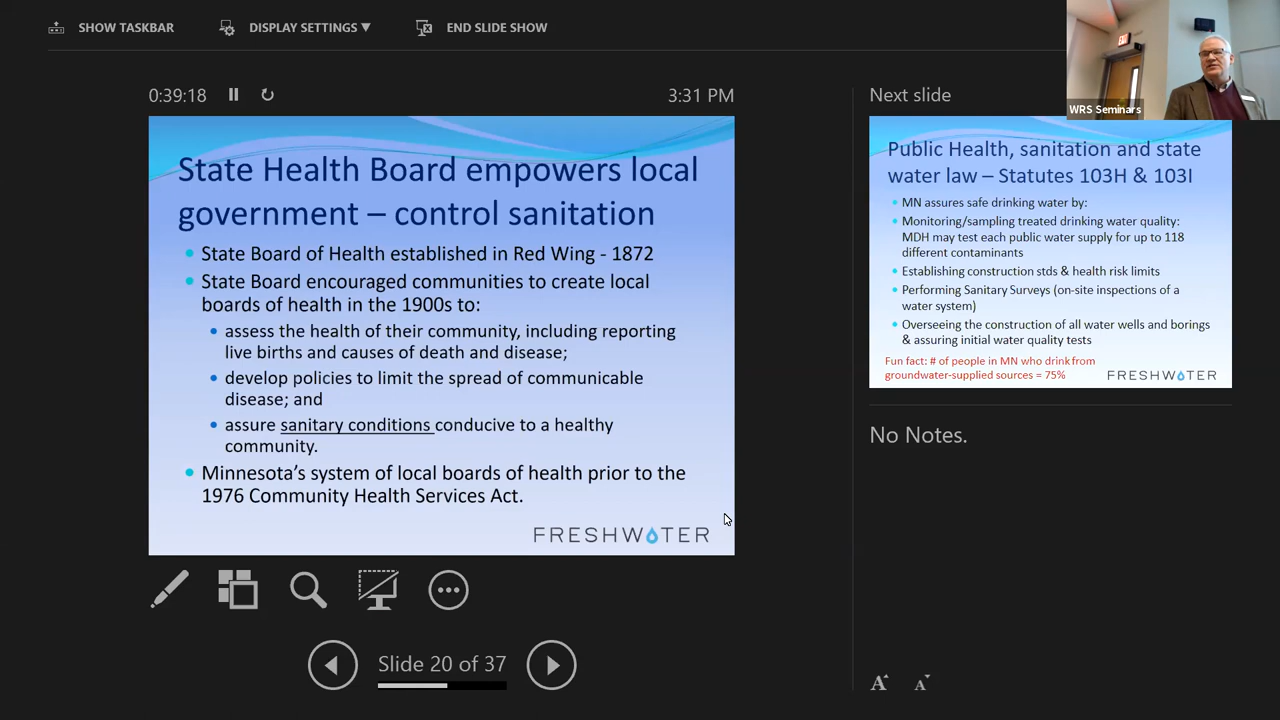 SHOW TASKBAR
DISPLAY SETTINGS ▼
END SLIDE SHOW
WRS Seminars
0:39:18
3:31 PM
State Health Board empowers local
government – control sanitation
• State Board of Health established in Red Wing - 1872
• State Board encouraged communities to create local
boards of health in the 1900s to:
• assess the health of their community, including reporting
live births and causes of death and disease;
• develop policies to limit the spread of communicable
disease; and
• assure sanitary conditions conducive to a healthy
community.
• Minnesota's system of local boards of health prior to the
1976 Community Health Services Act.
FRESHWATER
Slide 20 of 37
Next slide
Public Health, sanitation and state
water law – Statutes 103H & 103I
• MN assures safe drinking water by:
• Monitoring/sampling treated drinking water quality:
MDH may test each public water supply for up to 118
different contaminants
• Establishing construction stds & health risk limits
• Performing Sanitary Surveys (on-site inspections of a
water system)
• Overseeing the construction of all water wells and borings
& assuring initial water quality tests
Fun fact: # of people in MN who drink from
groundwater-supplied sources = 75%
FRESHWATER
No Notes.
A A